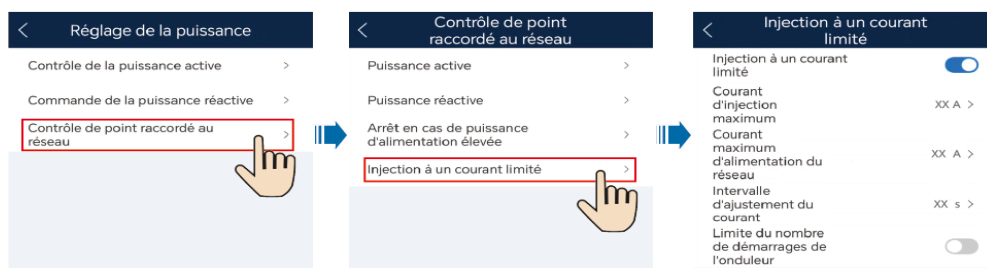 Réglage de la puissance
Contrôle de la puissance active
Commande de la puissance réactive
Contrôle de point raccordé au
réseau
Contrôle de point
raccordé au réseau
Puissance active
Puissance réactive
Arrêt en cas de puissance
d'alimentation élevée
Injection à un courant limité
Injection à un courant
limité
Injection à un courant
limité
Courant
d'injection
maximum
XX A
Courant
maximum
d'alimentation du
réseau
XX A
Intervalle
d'ajustement du
courant
XX s
Limite du nombre
de démarrages de
l'onduleur